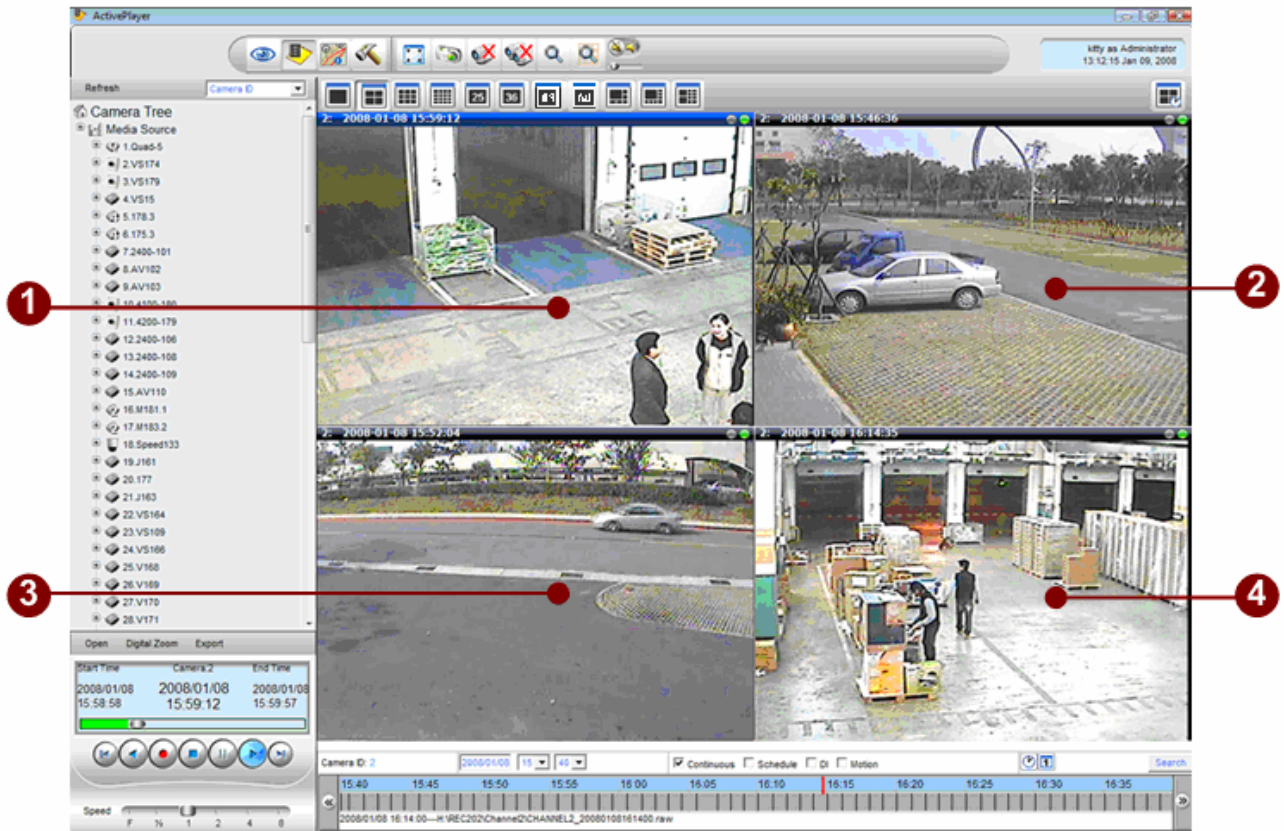 ActivePlayer
kitty as Administrator
13:12:15 Jan 09, 2008
Refresh
Camera ID
25
36
Camera Tree
Media Source
1.Quad-5
2.VS174
3.VS179
4.VS15
5.178.3
6.175.3
7.2400-101
8.AV102
9.AV103
10.4100-180
11.4200-179
12.2400-106
13.2400-108
14.2400-109
15.AV110
16.M181.1
17.M183.2
18.Speed133
19.J161
20.177
21.J163
22.VS164
23.VS109
24.VS166
25.V168
26.V169
27.V170
28.V171
2: 2008-01-08 15:59:12
2: 2008-01-08 15:46:36
2: 2008-01-08 15:52:04
2: 2008-01-08 16:14:35
1
2
3
4
Open Digital Zoom Export
Start Time Camera:2 End Time
2008/01/08 2008/01/08 2008/01/08
15:58:58 15:59:12 15:59:57
Speed
F ½ 1 2 4 8
Camera ID: 2 2008/01/08 15 40 Continuous Schedule DI Motion Search
15:40 15:45 15:50 15:55 16:00 16:05 16:10 16:15 16:20 16:25 16:30 16:35
2008/01/08 16:14:00---H:\REC202\Channel2\CHANNEL2_20080108161400.raw